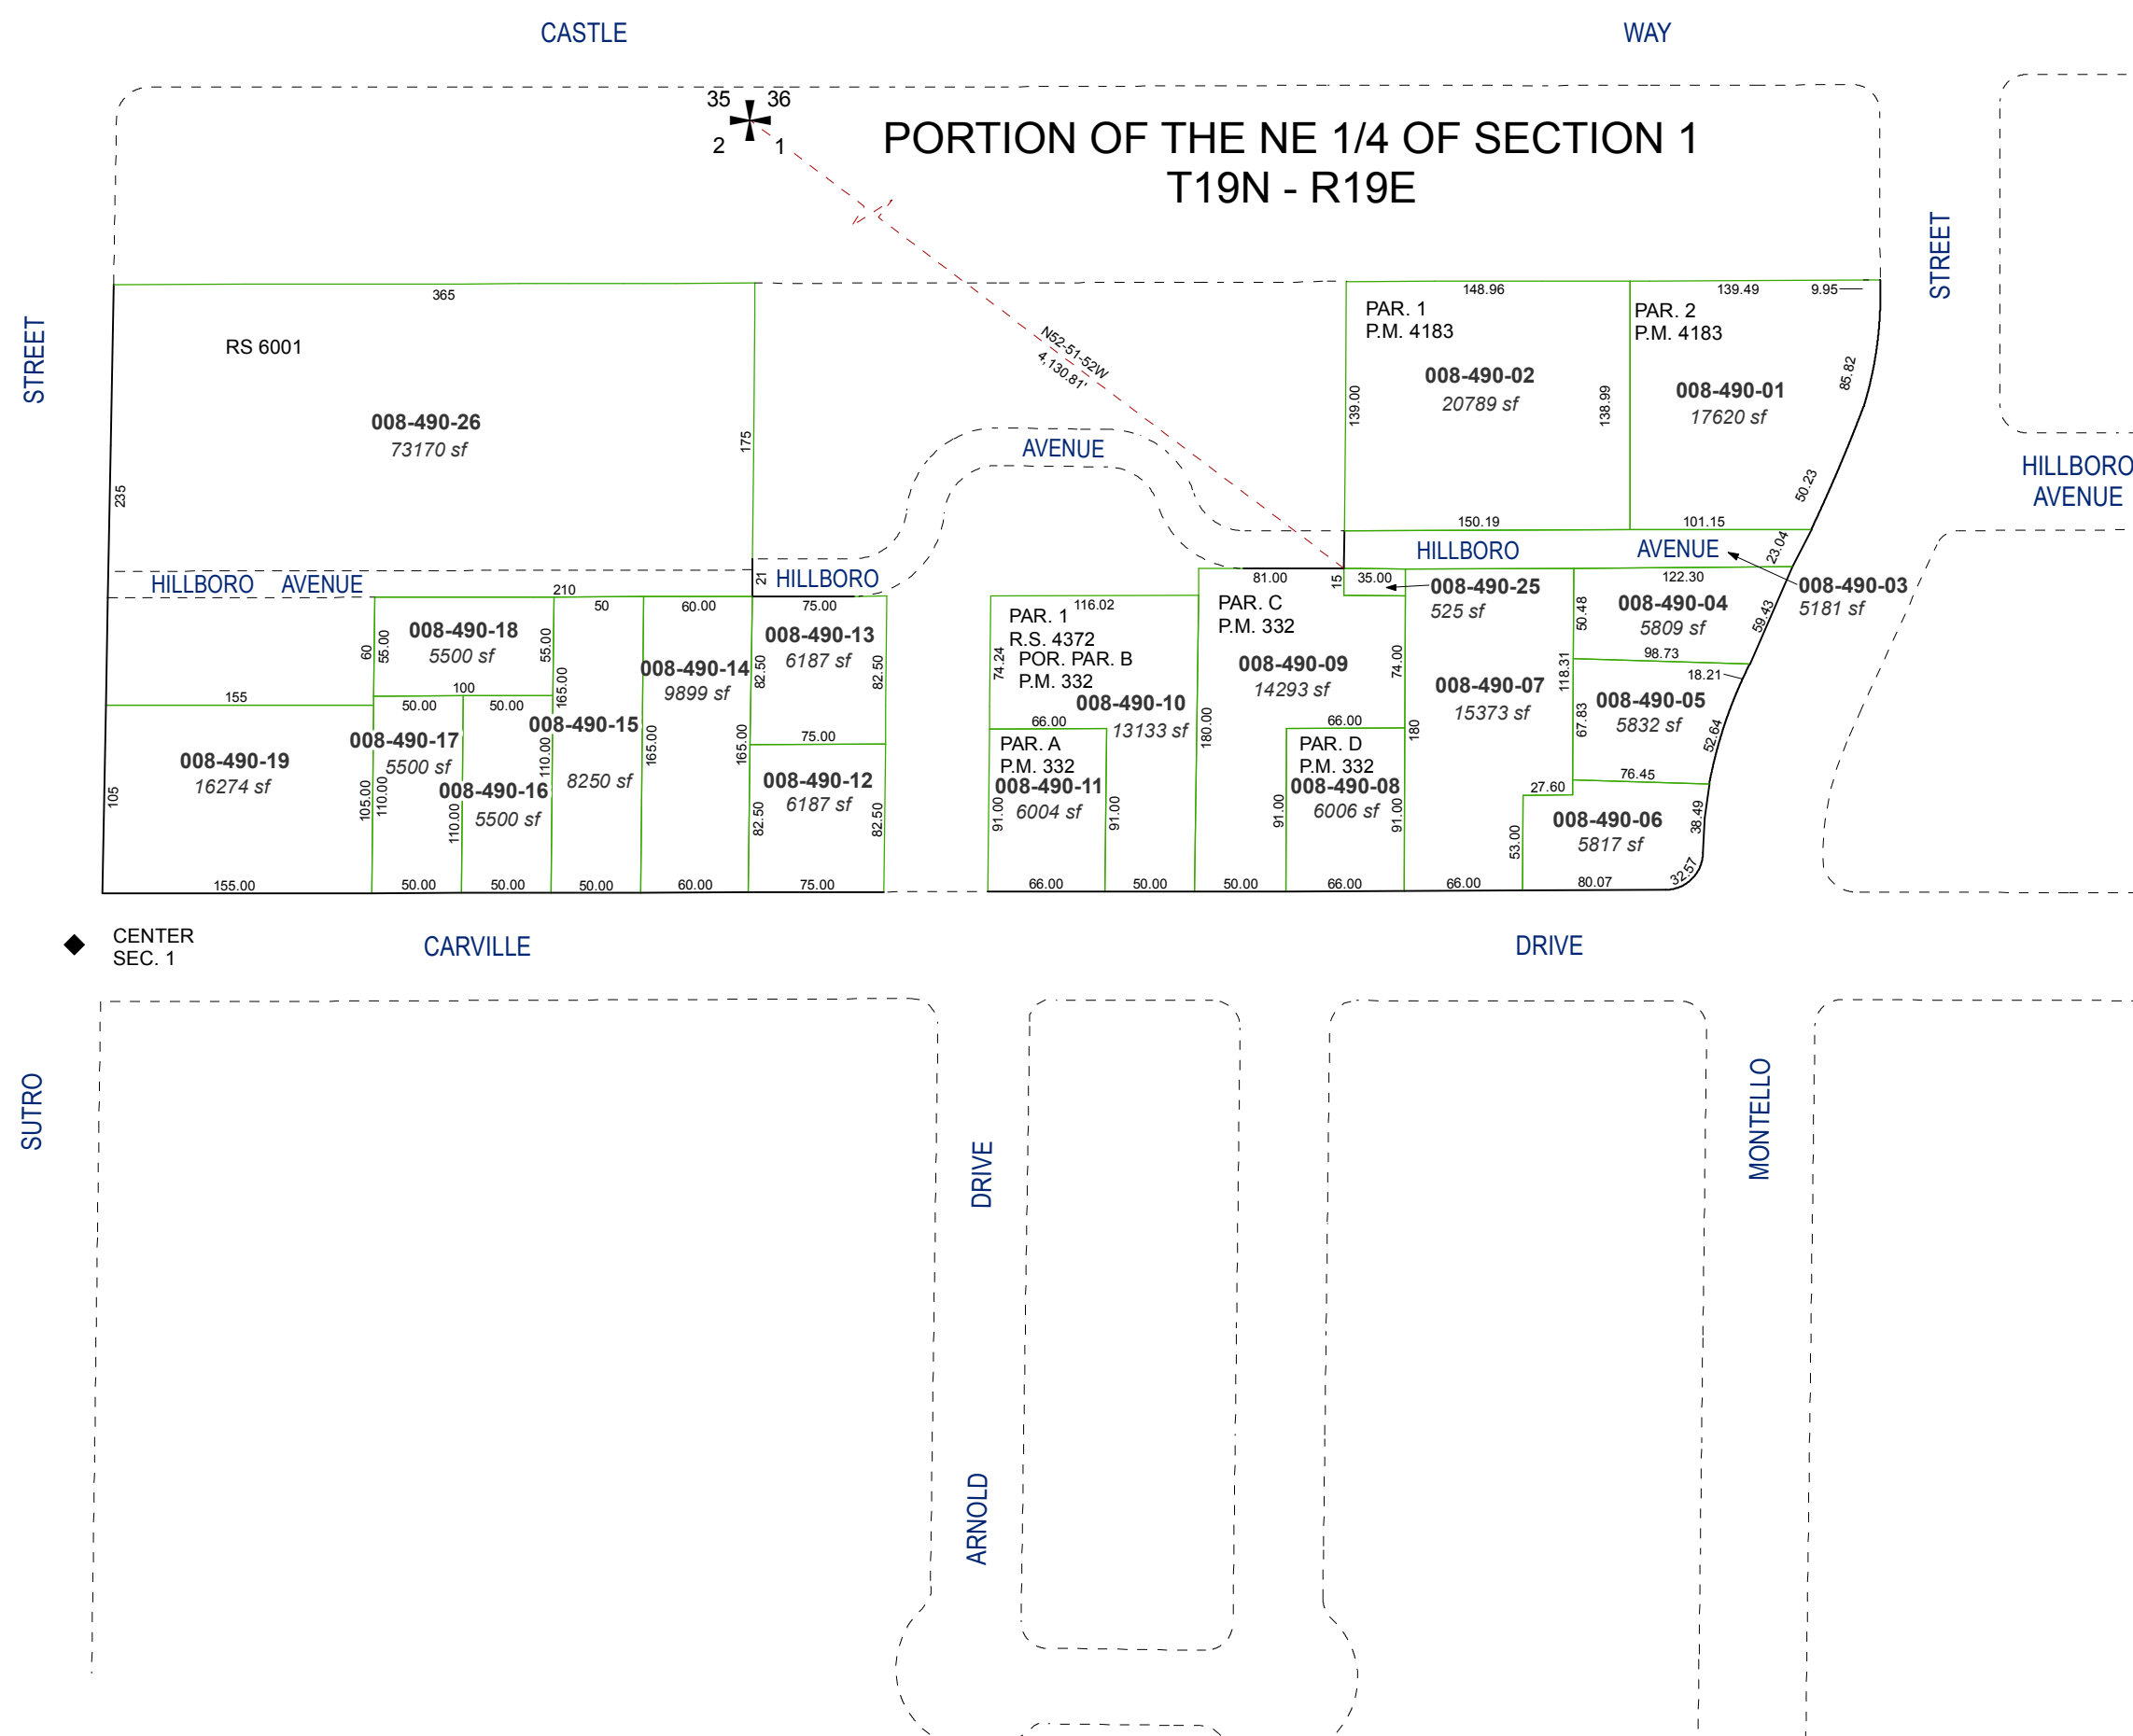 CASTLE WAY
35 36
2 1
PORTION OF THE NE 1/4 OF SECTION 1
T19N - R19E
STREET
STREET
365
RS 6001
008-490-26
73170 sf
235
175
N52-51-52W
4,130.81'
148.96
PAR. 1
P.M. 4183
008-490-02
20789 sf
139.00
138.99
150.19
139.49
9.95
PAR. 2
P.M. 4183
008-490-01
17620 sf
85.82
50.23
101.15
HILLBORO
AVENUE
AVENUE
HILLBORO AVENUE
23.04
008-490-03
5181 sf
HILLBORO AVENUE
21
HILLBORO
210
60
55.00
008-490-18
5500 sf
55.00
100
50
165.00
008-490-15
8250 sf
60.00
008-490-14
9899 sf
165.00
165.00
75.00
008-490-13
6187 sf
82.50
82.50
75.00
008-490-12
6187 sf
82.50
82.50
155
008-490-19
16274 sf
105
105.00
155.00
50.00
008-490-17
5500 sf
110.00
50.00
50.00
008-490-16
5500 sf
110.00
110.00
50.00
50.00
60.00
75.00
116.02
PAR. 1
R.S. 4372
POR. PAR. B
P.M. 332
74.24
008-490-10
13133 sf
66.00
PAR. A
P.M. 332
008-490-11
6004 sf
91.00
91.00
66.00
50.00
81.00
15
PAR. C
P.M. 332
008-490-09
14293 sf
180.00
74.00
66.00
PAR. D
P.M. 332
008-490-08
6006 sf
91.00
91.00
50.00
66.00
35.00
008-490-25
525 sf
008-490-07
15373 sf
180
118.31
66.00
53.00
27.60
122.30
008-490-04
5809 sf
50.48
59.43
98.73
18.21
008-490-05
5832 sf
67.83
52.64
76.45
008-490-06
5817 sf
38.49
32.57
80.07
CENTER
SEC. 1
CARVILLE DRIVE
SUTRO
DRIVE
ARNOLD
MONTELLO